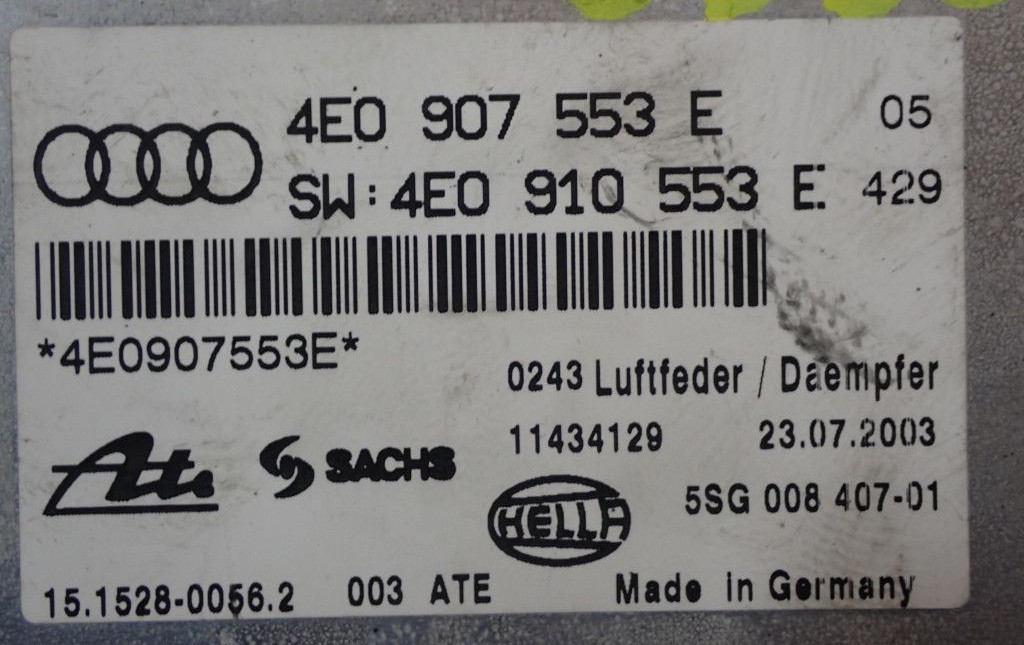 4E0 907 553 E 05
SW:4E0 910 553 E 429
*4E0907553E*
0243 Luftfeder / Daempfer
11434129 23.07.2003
Ate SACHS
HELLA 5SG 008 407-01
15.1528-0056.2 003 ATE Made in Germany